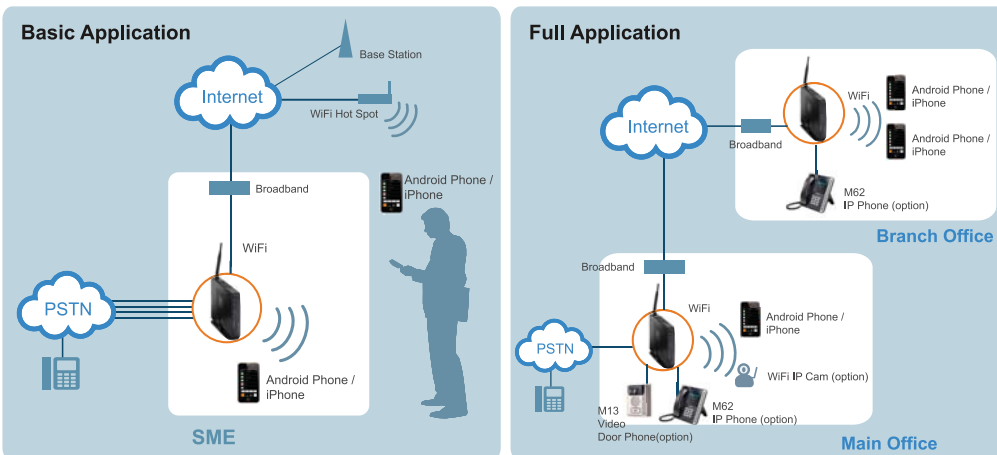 Basic Application
Base Station
Internet
WiFi Hot Spot
Broadband
Android Phone /
iPhone
WiFi
PSTN
Android Phone /
iPhone
SME
Full Application
WiFi
Android Phone /
iPhone
Internet
Android Phone /
iPhone
Broadband
M62
IP Phone (option)
Branch Office
Broadband
WiFi
Android Phone /
iPhone
PSTN
WiFi IP Cam (option)
M13
Video
Door Phone(option)
M62
IP Phone (option)
Main Office